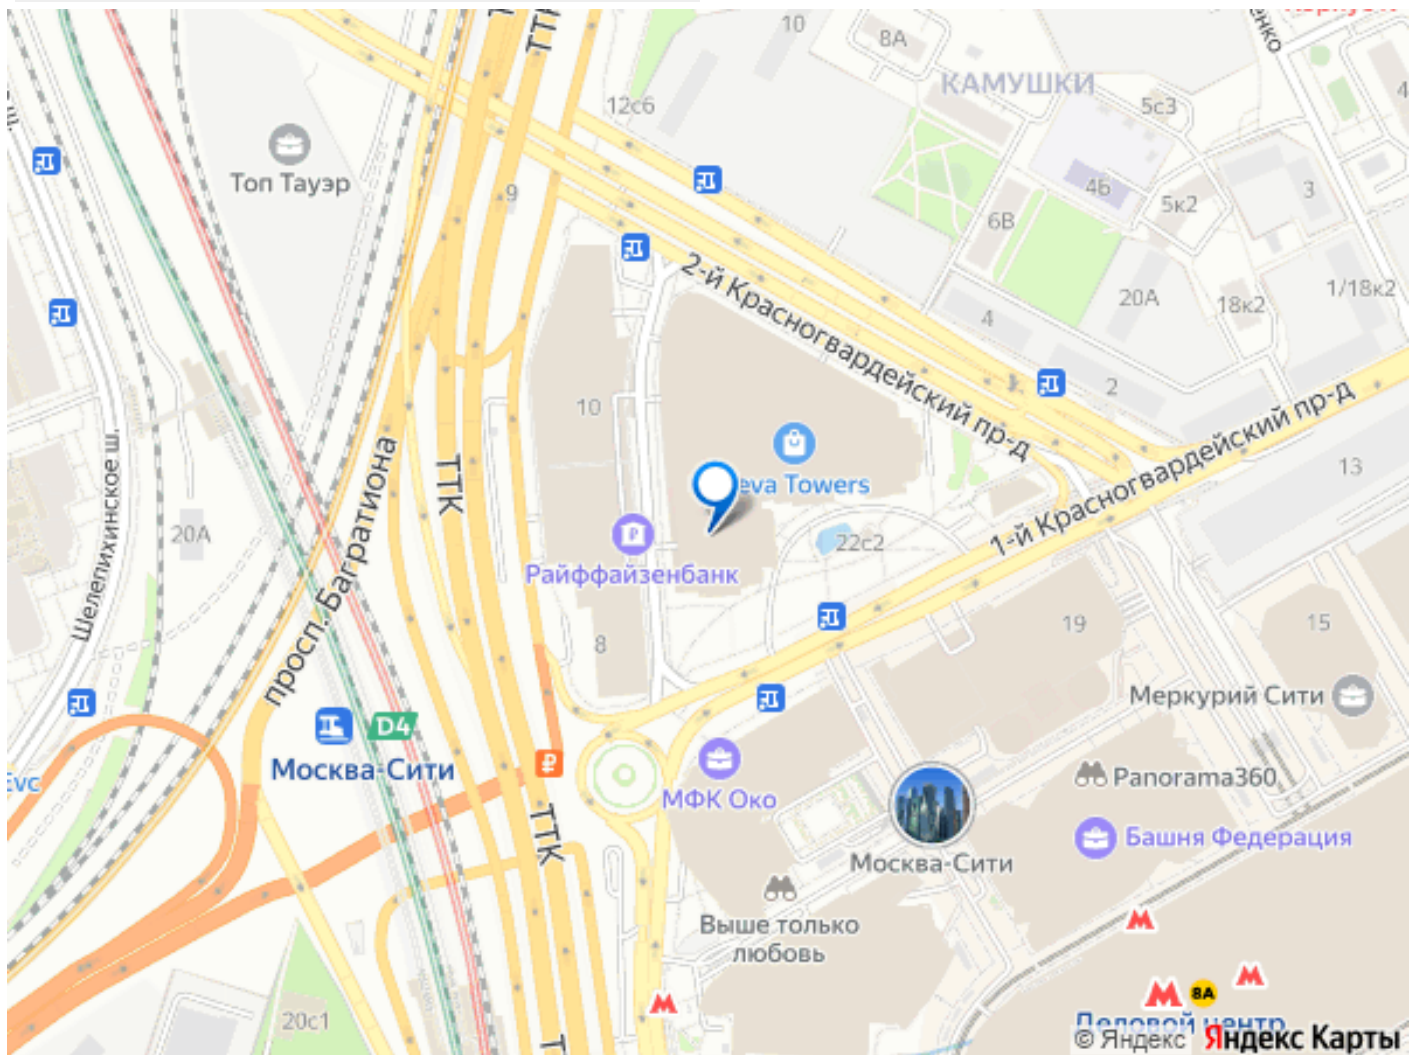 10
8А
ТТК
12с6
КАМУШКИ
5с3
Топ Тауэр
9
4Б
5к2
3
6В
20А
18к2
1/18к2
4
2
2-й Красногвардейский пр-д
10
ТТК
просп. Багратиона
Шелепихинское ш.
20А
eva Towers
22с2
1-й Красногвардейский пр-д
13
Райффайзенбанк
8
19
15
Меркурий Сити
D4
Москва-Сити
Evc
МФК Око
Panorama360
Башня Федерация
ТТК
Москва-Сити
Выше только
любовь
20с1
8А
Деловой центр
© Яндекс Яндекс Карты